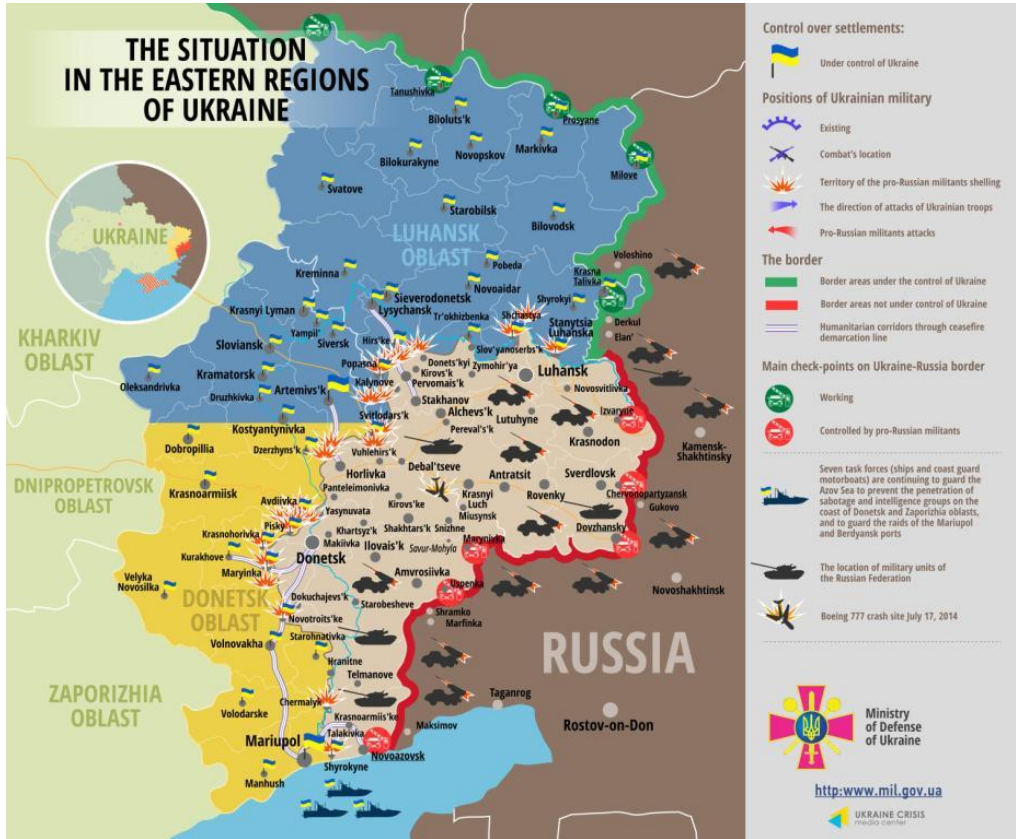 THE SITUATION
IN THE EASTERN REGIONS
OF UKRAINE
UKRAINE
KHARKIV
OBLAST
DNIPROPETROVSK
OBLAST
ZAPORIZHIA
OBLAST
LUHANSK
OBLAST
DONETSK
OBLAST
RUSSIA
Tanushivka
Biloluts'k
Prosyane
Bilokurakyne
Novopskov
Markivka
Milove
Svatove
Starobilsk
Bilovodsk
Voloshino
Kreminna
Pobeda
Krasna
Talivka
Sieverodonetsk
Novoaidar
Shyrokyi
Lysychansk
Krasnyi Lyman
Tr'okhizbenka
Shchastya
Stanytsia
Luhanska
Derkul
Elan'
Yampil'
Siversk
Hirs'ke
Sloviansk
Popasna
Slov'yanoserbs'k
Donets'kyi
Zymohir'ya
Kirovs'k
Pervomais'k
Luhansk
Oleksandrivka
Kramatorsk
Kalynove
Druzhkivka
Artemivs'k
Stakhanov
Novosvitlivka
Svitlodars'k
Alchevs'k
Lutuhyne
Izvaryne
Kostyantynivka
Pereval's'k
Krasnodon
Dobropillia
Dzerzhyns'k
Vuhlehirs'k
Debal'tseve
Kamensk-
Shakhtinsky
Horlivka
Antratsit
Sverdlovsk
Krasnoarmiisk
Panteleimonivka
Rovenky
Chervonopartyzansk
Avdiivka
Yasynuvata
Kirovs'ke
Krasnyi
Luch
Gukovo
Pisky
Miusynsk
Krasnohorivka
Khartsyz'k
Shakhtars'k
Snizhne
Dovzhansky
Makiivka
Marynivka
Kurakhove
Donetsk
Ilovais'k
Savur-Mohyla
Maryinka
Amvrosiivka
Uspenka
Velyka
Novosilka
Novoshakhtinsk
Dokuchajevs'k
Starobesheve
Novotroits'ke
Shramko
Marfinka
Volnovakha
Starohnativka
Hranitne
Telmanove
Taganrog
Chermalyk
Volodarske
Krasnoarmiis'ke
Rostov-on-Don
Maksimov
Mariupol
Talakivka
Novoazovsk
Shyrokyne
Manhush
Control over settlements:
Under control of Ukraine
Positions of Ukrainian military
Existing
Combat's location
Territory of the pro-Russian militants shelling
The direction of attacks of Ukrainian troops
Pro-Russian militants attacks
The border
Border areas under the control of Ukraine
Border areas not under control of Ukraine
Humanitarian corridors through ceasefire
demarcation line
Main check-points on Ukraine-Russia border
Working
Controlled by pro-Russian militants
Seven task forces (ships and coast guard
motorboats) are continuing to guard the
Azov Sea to prevent the penetration of
sabotage and intelligence groups on the
coast of Donetsk and Zaporizhia oblasts,
and to guard the raids of the Mariupol
and Berdyansk ports
The location of military units of
the Russian Federation
Boeing 777 crash site July 17, 2014
Ministry
of Defense
of Ukraine
http:www.mil.gov.ua
UKRAINE CRISIS
media center